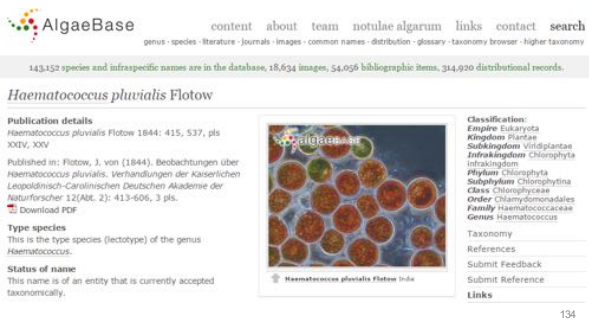 AlgaeBase
content about team notulae algarum links contact search
genus - species - literature - journals - images - common names - distribution - glossary - taxonomy browser - higher taxonomy
143,152 species and infraspecific names are in the database, 18,634 images, 54,056 bibliographic items, 314,920 distributional records.
Haematococcus pluvialis Flotow
Publication details
Haematococcus pluvialis Flotow 1844: 415, 537, pls
XXIV, XXV
Published in: Flotow, J. von (1844). Beobachtungen über
Haematococcus pluvialis. Verhandlungen der Kaiserlichen
Leopoldinisch-Carolinischen Deutschen Akademie der
Naturforscher 12(Abt. 2): 413-606, 3 pls.
Download PDF
Type species
This is the type species (lectotype) of the genus
Haematococcus.
Status of name
This name is of an entity that is currently accepted
taxonomically.
algaeBASE
Haematococcus pluvialis Flotow India
Classification:
Empire Eukaryota
Kingdom Plantae
Subkingdom Viridiplantae
Infrakingdom Chlorophyta
infrakingdom
Phylum Chlorophyta
Subphylum Chlorophytina
Class Chlorophyceae
Order Chlamydomonadales
Family Haematococcaceae
Genus Haematococcus
Taxonomy
References
Submit Feedback
Submit Reference
Links
134